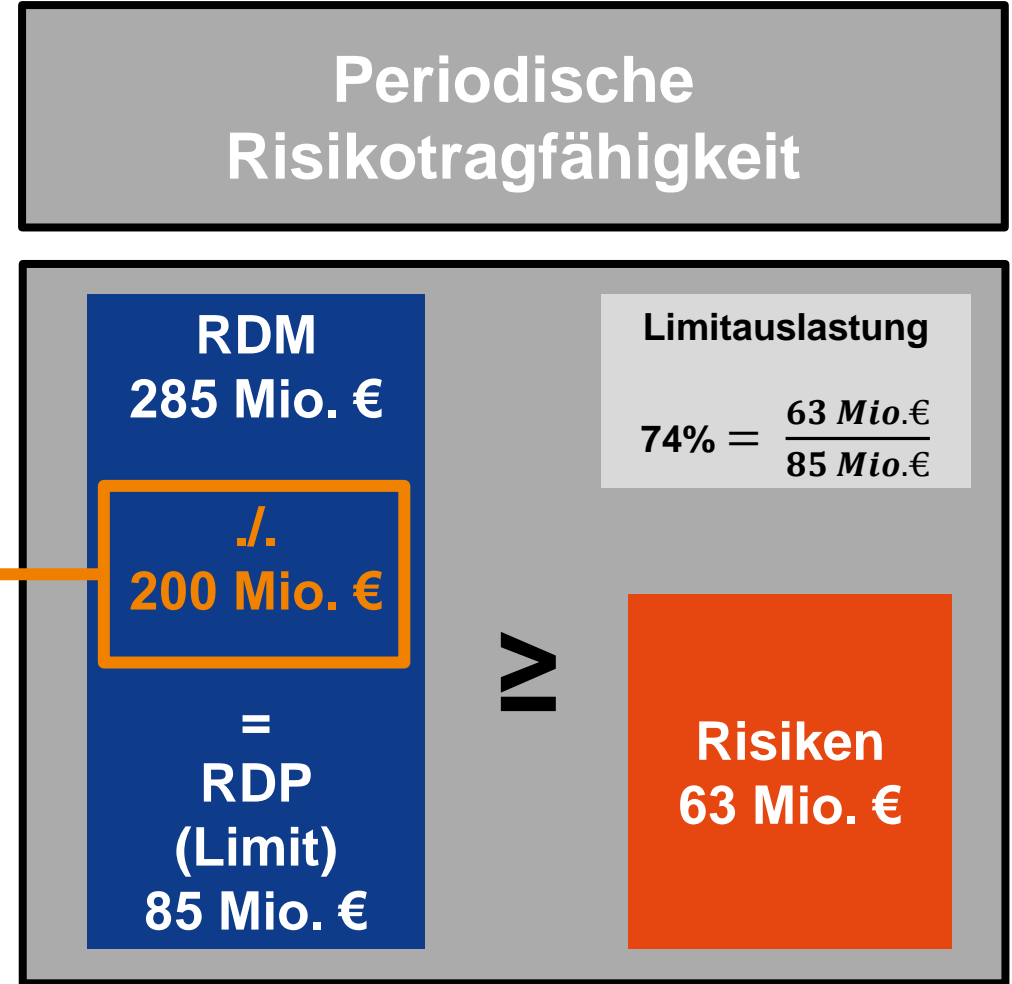 Periodische
Risikotragfähigkeit
RDM
285 Mio. €
./.
200 Mio. €
=
RDP
(Limit)
85 Mio. €
≥
Limitauslastung
74% = 63 Mio.€ / 85 Mio.€
Risiken
63 Mio. €